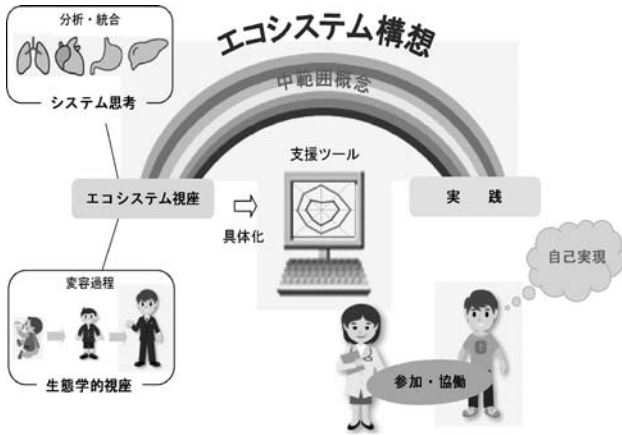 分析・統合
システム思考
エコシステム構想
中範囲概念
支援ツール
エコシステム視座
具体化
実 践
変容過程
生態学的視座
自己実現
G
参加・協働